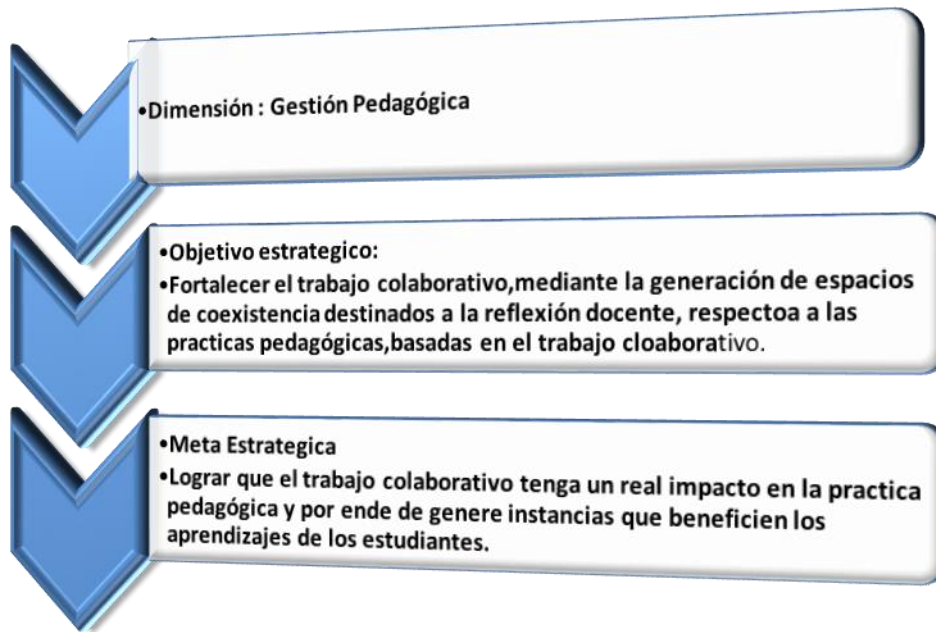 •Dimensión : Gestión Pedagógica
•Objetivo estrategico:
•Fortalecer el trabajo colaborativo,mediante la generación de espacios
de coexistencia destinados a la reflexión docente, respectoa a las
practicas pedagógicas,basadas en el trabajo cloaborativo.
•Meta Estrategica
•Lograr que el trabajo colaborativo tenga un real impacto en la practica
pedagógica y por ende de genere instancias que beneficien los
aprendizajes de los estudiantes.